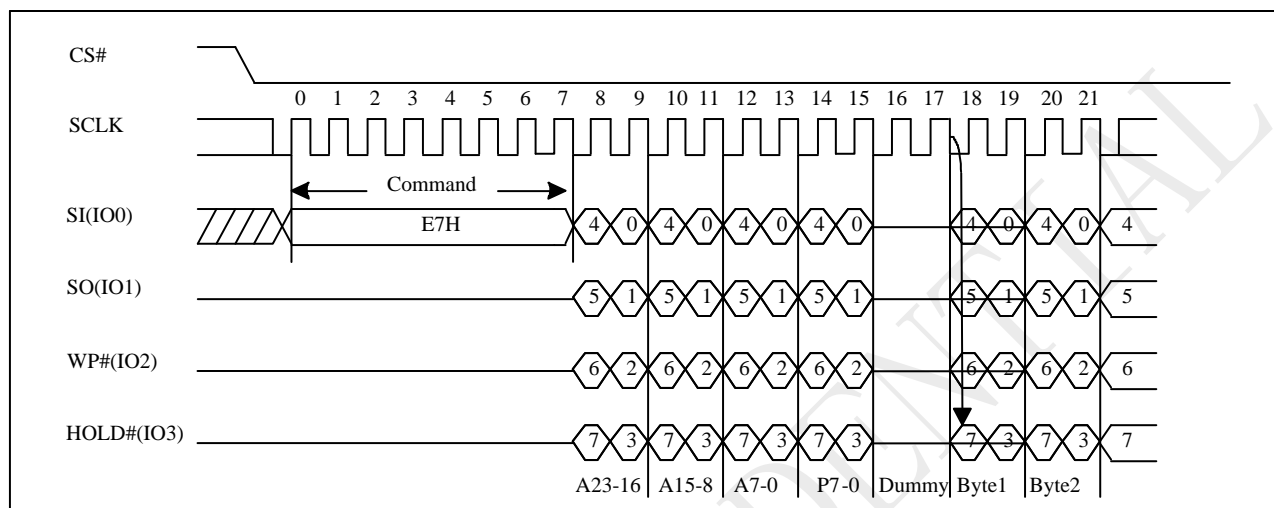 CS#
0 1 2 3 4 5 6 7 8 9 10 11 12 13 14 15 16 17 18 19 20 21
SCLK
Command
SI(IO0) E7H 4 0 4 0 4 0 4 0 4 0 4 0 4
SO(IO1) 5 1 5 1 5 1 5 1 5 1 5 1 5
WP#(IO2) 6 2 6 2 6 2 6 2 6 2 6 2 6
HOLD#(IO3) 7 3 7 3 7 3 7 3 7 3 7 3 7
A23-16 A15-8 A7-0 P7-0 Dummy Byte1 Byte2